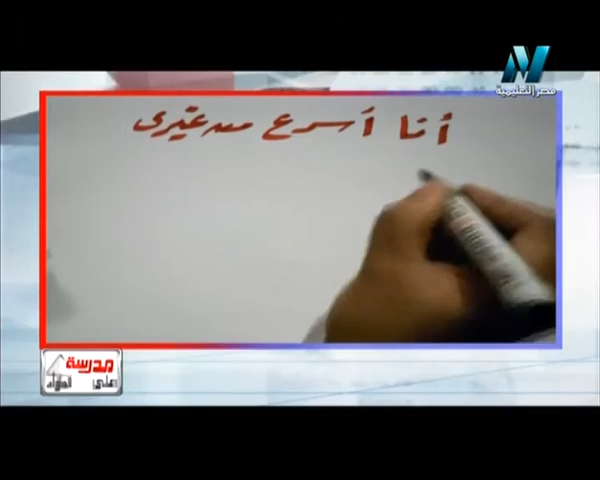 مصر التعليمية
أنا أسرع من غيرى
مدرسة
على الهواء